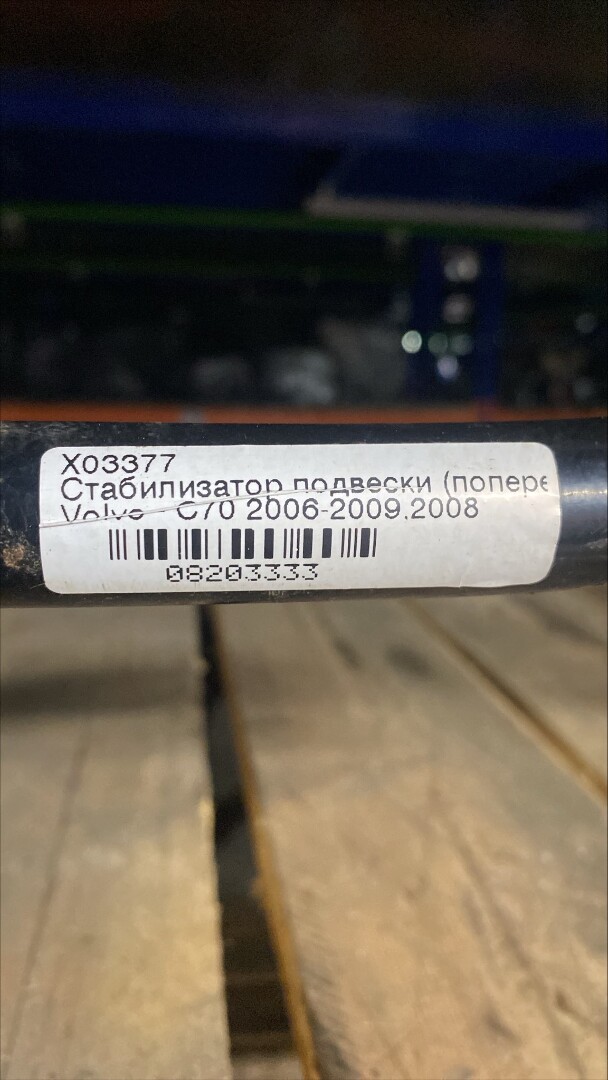 X03377
Стабилизатор подвески (попере
Volvo C70 2006-2009.2008
08203333